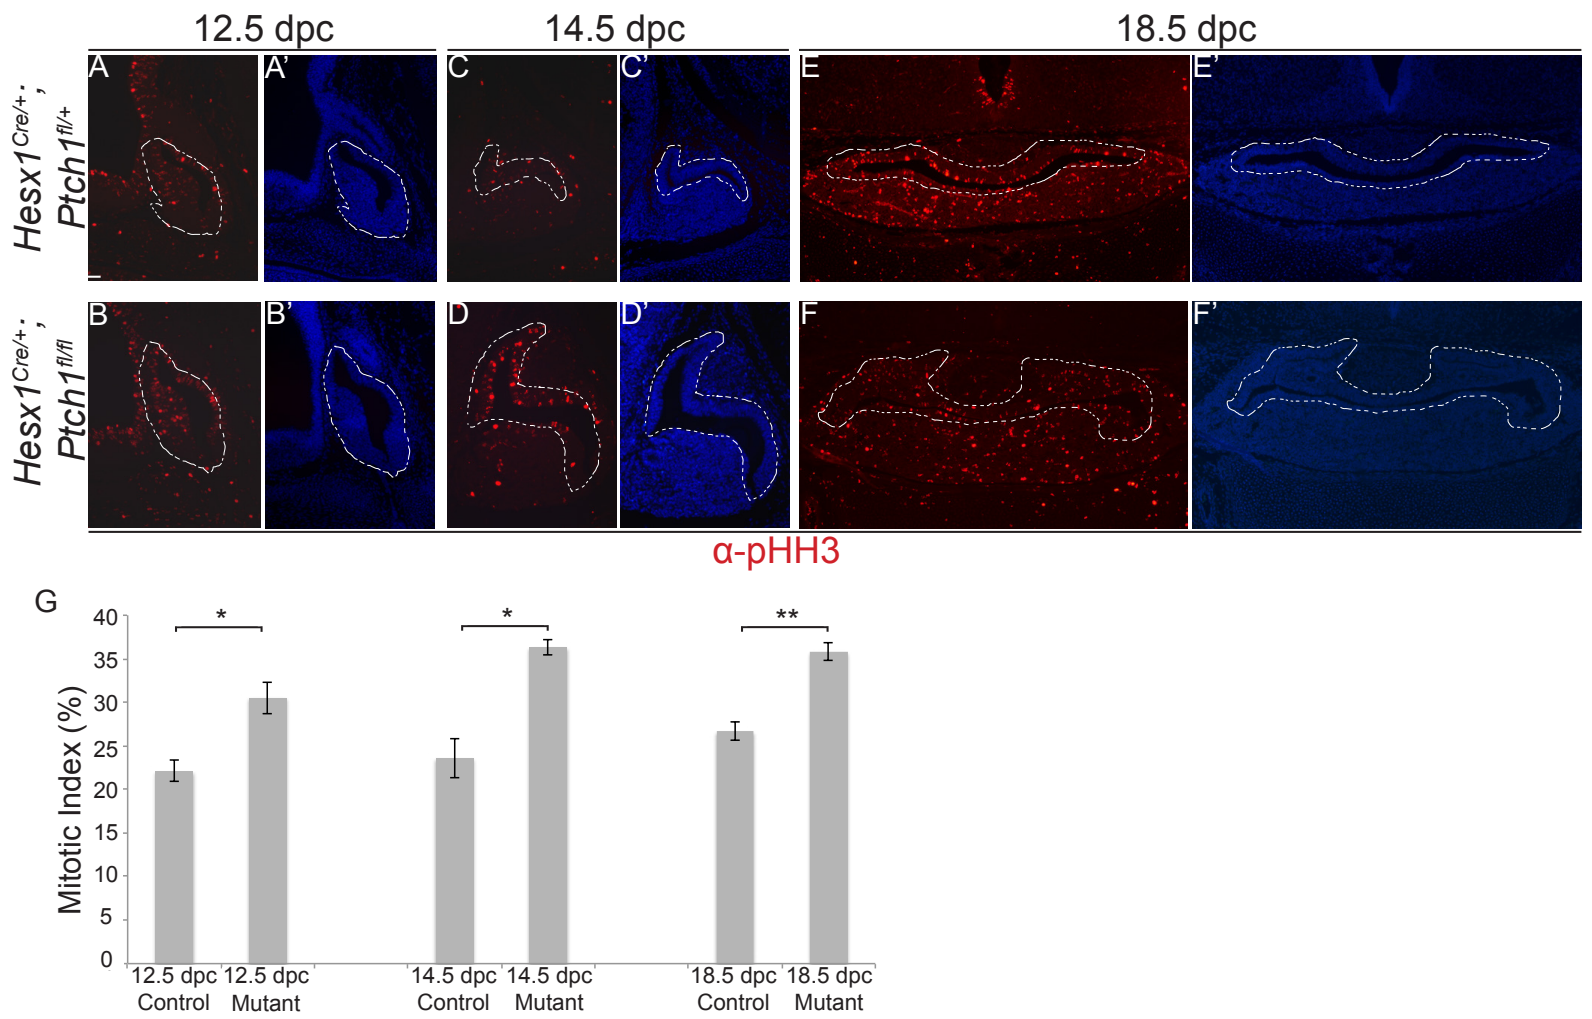 12.5 dpc 14.5 dpc 18.5 dpc
Hesx1Cre/+;
Ptch1fl/+
A A' C C' E E'
Hesx1Cre/+;
Ptch1fl/fl
B B' D D' F F'
α-pHH3
G
Mitotic Index (%)
40
35
30
25
20
15
10
5
0
* * **
12.5 dpc 12.5 dpc 14.5 dpc 14.5 dpc 18.5 dpc 18.5 dpc
Control Mutant Control Mutant Control Mutant